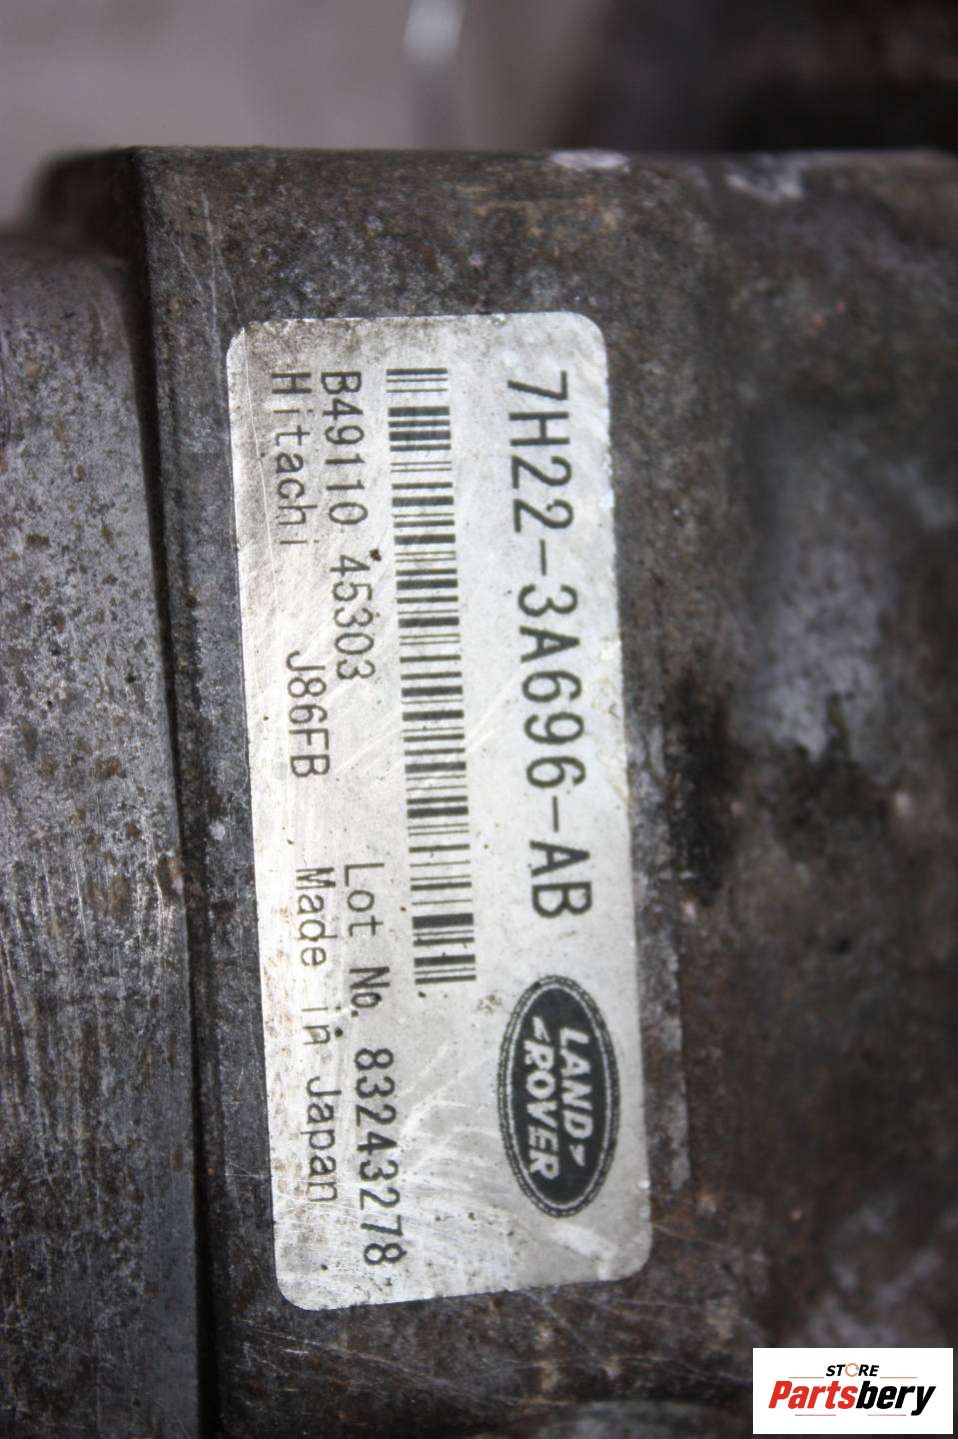 7H22-3A696-AB
LAND
ROVER
B49110 45303 Lot No. 83243278
Hitachi J86FB Made in Japan
STORE
Partsbery